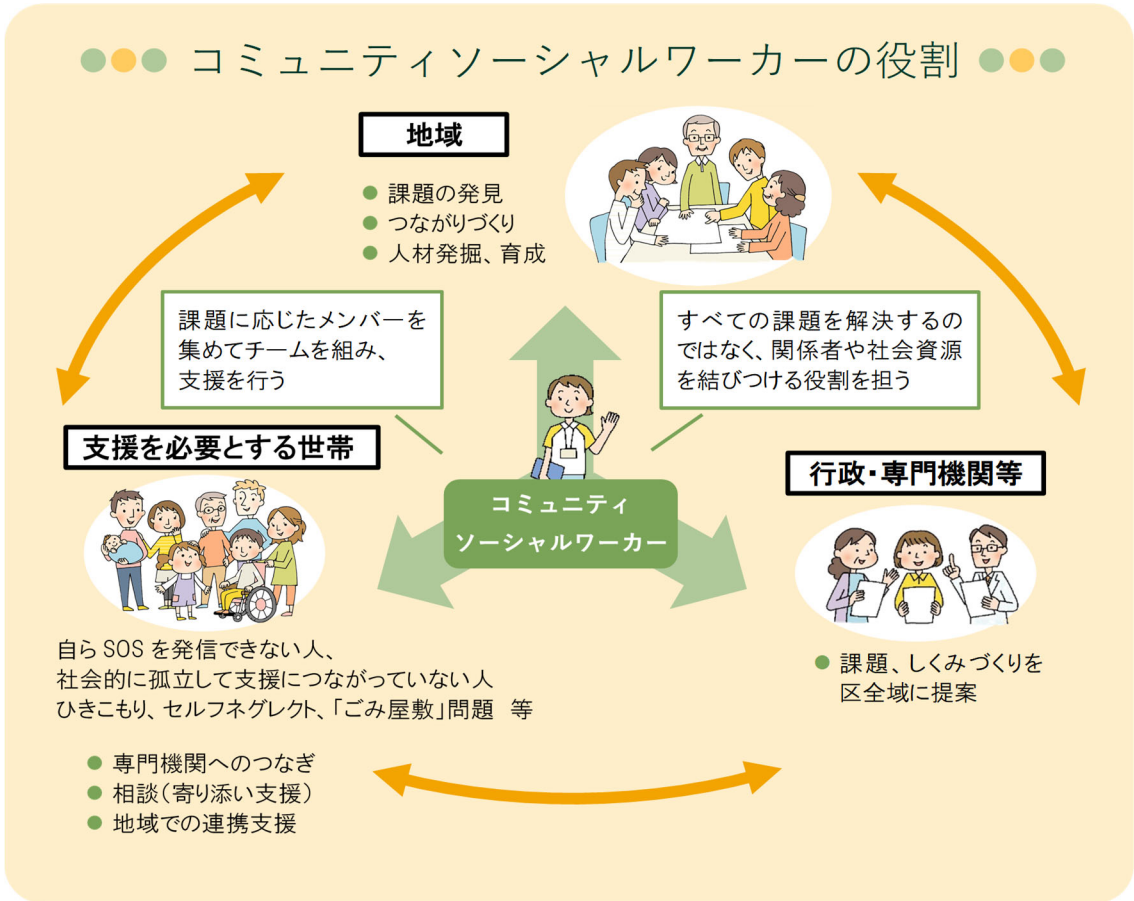 コミュニティソーシャルワーカーの役割
地域
● 課題の発見
● つながりづくり
● 人材発掘、育成
課題に応じたメンバーを
集めてチームを組み、
支援を行う
すべての課題を解決するの
ではなく、関係者や社会資源
を結びつける役割を担う
支援を必要とする世帯
コミュニティ
ソーシャルワーカー
行政・専門機関等
自らSOSを発信できない人、
社会的に孤立して支援につながっていない人
ひきこもり、セルフネグレクト、「ごみ屋敷」問題 等
● 専門機関へのつなぎ
● 相談(寄り添い支援)
● 地域での連携支援
● 課題、しくみづくりを
区全域に提案